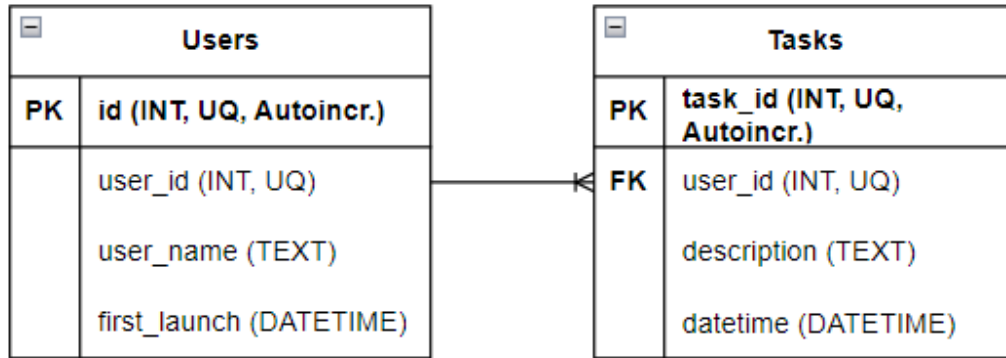 Users
PK id (INT, UQ, Autoincr.)
user_id (INT, UQ)
user_name (TEXT)
first_launch (DATETIME)
Tasks
PK task_id (INT, UQ,
Autoincr.)
FK user_id (INT, UQ)
description (TEXT)
datetime (DATETIME)